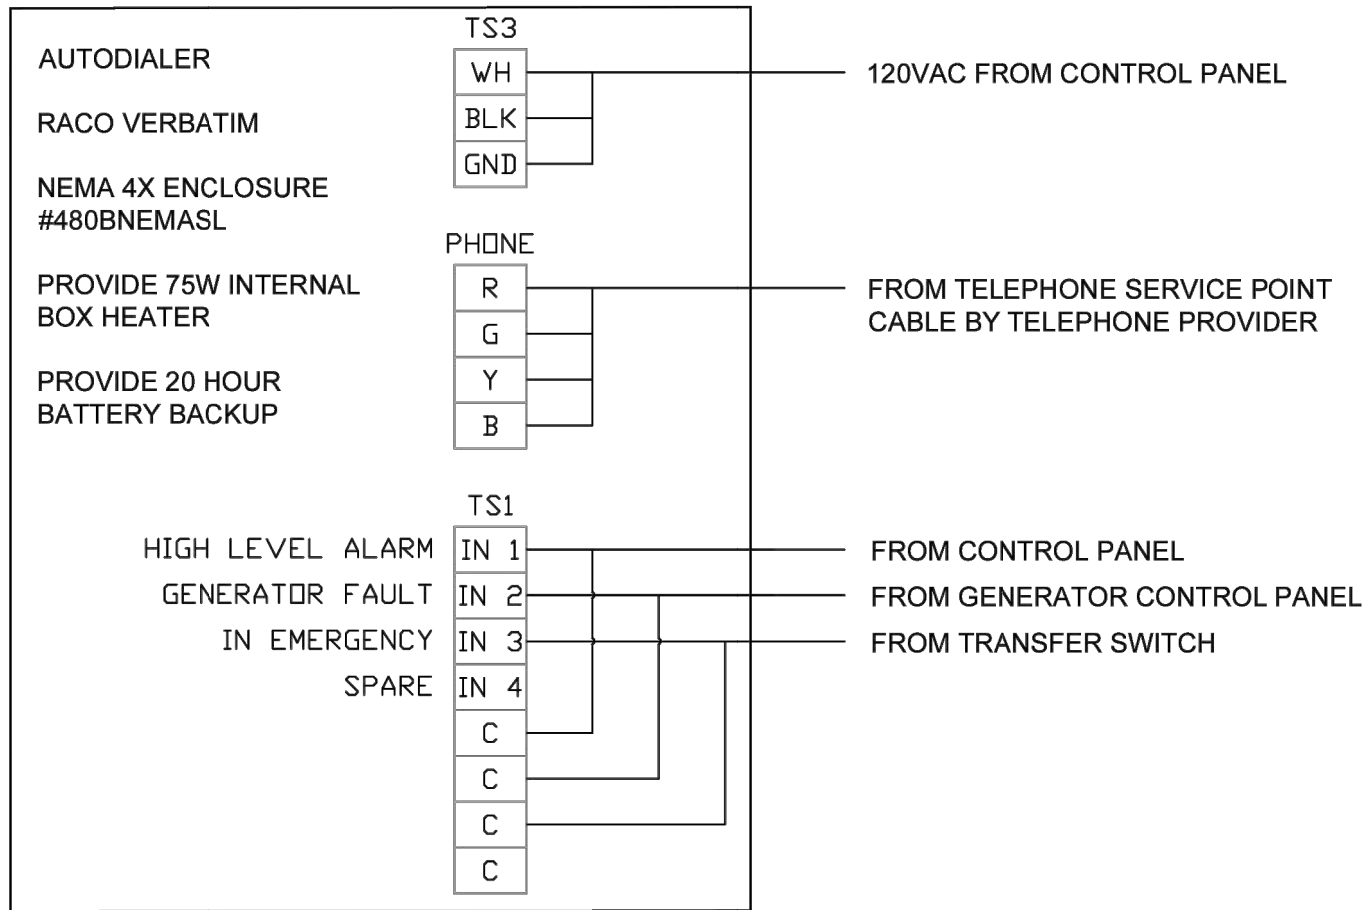 AUTODIALER
RACO VERBATIM
NEMA 4X ENCLOSURE
#480BNEMASL
PROVIDE 75W INTERNAL
BOX HEATER
PROVIDE 20 HOUR
BATTERY BACKUP
TS3
WH
BLK
GND
120VAC FROM CONTROL PANEL
PHONE
R
G
Y
B
FROM TELEPHONE SERVICE POINT
CABLE BY TELEPHONE PROVIDER
TS1
HIGH LEVEL ALARM IN 1 FROM CONTROL PANEL
GENERATOR FAULT IN 2 FROM GENERATOR CONTROL PANEL
IN EMERGENCY IN 3 FROM TRANSFER SWITCH
SPARE IN 4
C
C
C
C